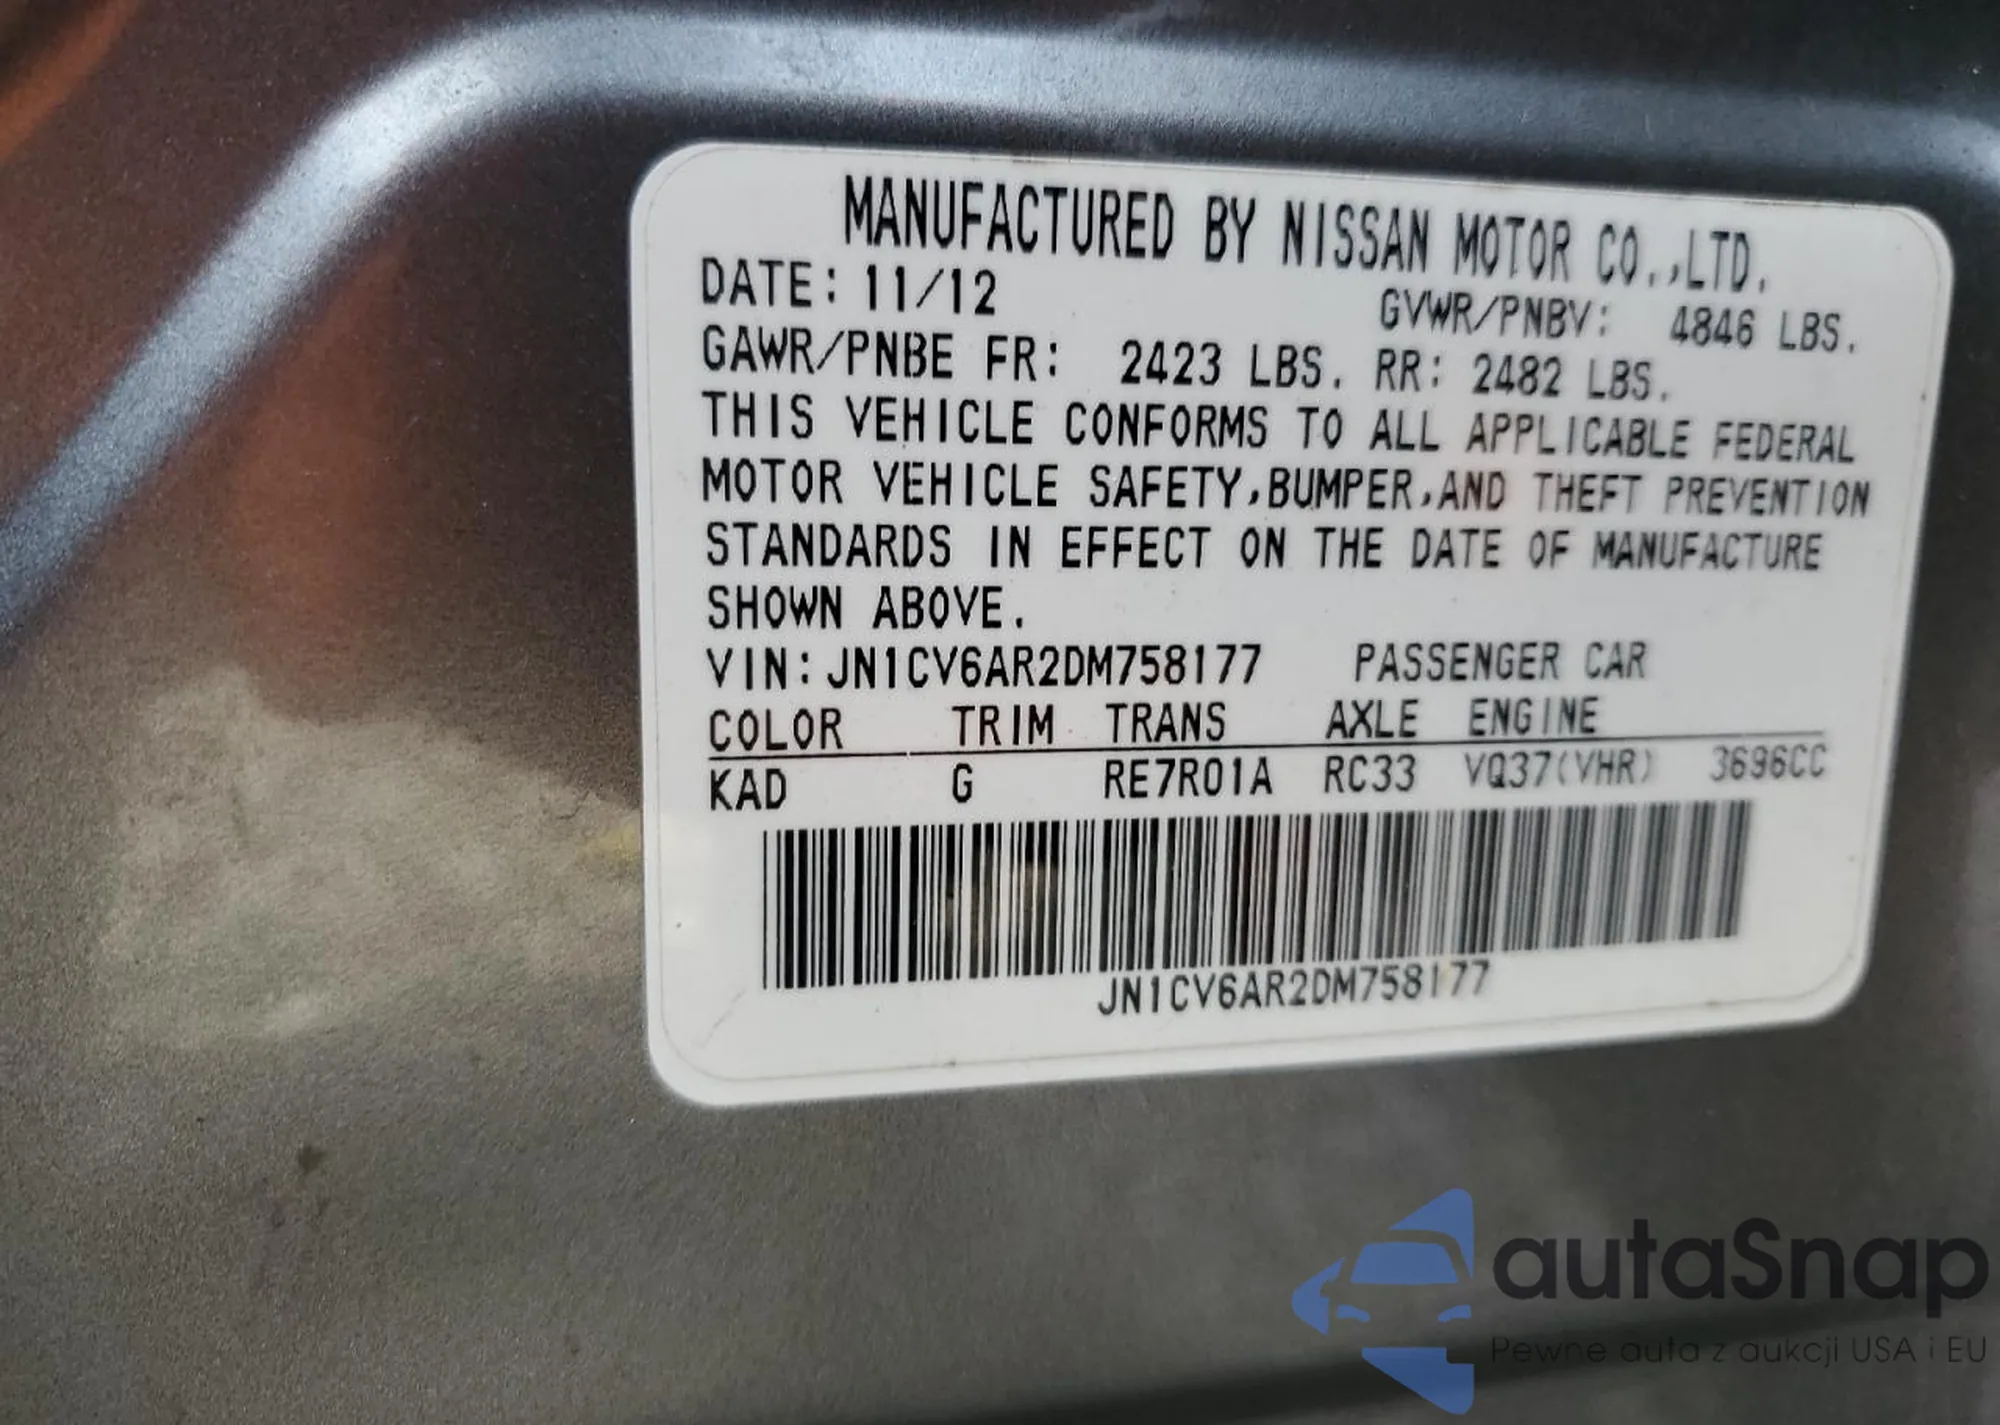 MANUFACTURED BY NISSAN MOTOR CO.,LTD.
DATE: 11/12 GVWR/PNBV: 4846 LBS.
GAWR/PNBE FR: 2423 LBS. RR: 2482 LBS.
THIS VEHICLE CONFORMS TO ALL APPLICABLE FEDERAL
MOTOR VEHICLE SAFETY,BUMPER,AND THEFT PREVENTION
STANDARDS IN EFFECT ON THE DATE OF MANUFACTURE
SHOWN ABOVE.
VIN: JN1CV6AR2DM758177 PASSENGER CAR
COLOR TRIM TRANS AXLE ENGINE
KAD G RE7R01A RC33 VQ37(VHR) 3696CC
JN1CV6AR2DM758177
autaSnap
Pewne auta z aukcji USA i EU